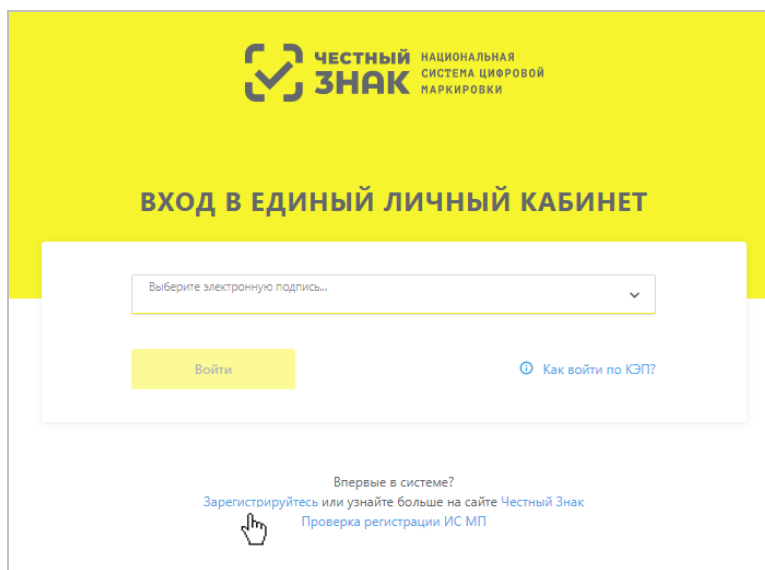 ЧЕСТНЫЙ
ЗНАК
НАЦИОНАЛЬНАЯ
СИСТЕМА ЦИФРОВОЙ
МАРКИРОВКИ
ВХОД В ЕДИНЫЙ ЛИЧНЫЙ КАБИНЕТ
Выберите электронную подпись...
Войти
Как войти по КЭП?
Впервые в системе?
Зарегистрируйтесь или узнайте больше на сайте Честный Знак
Проверка регистрации ИС МП